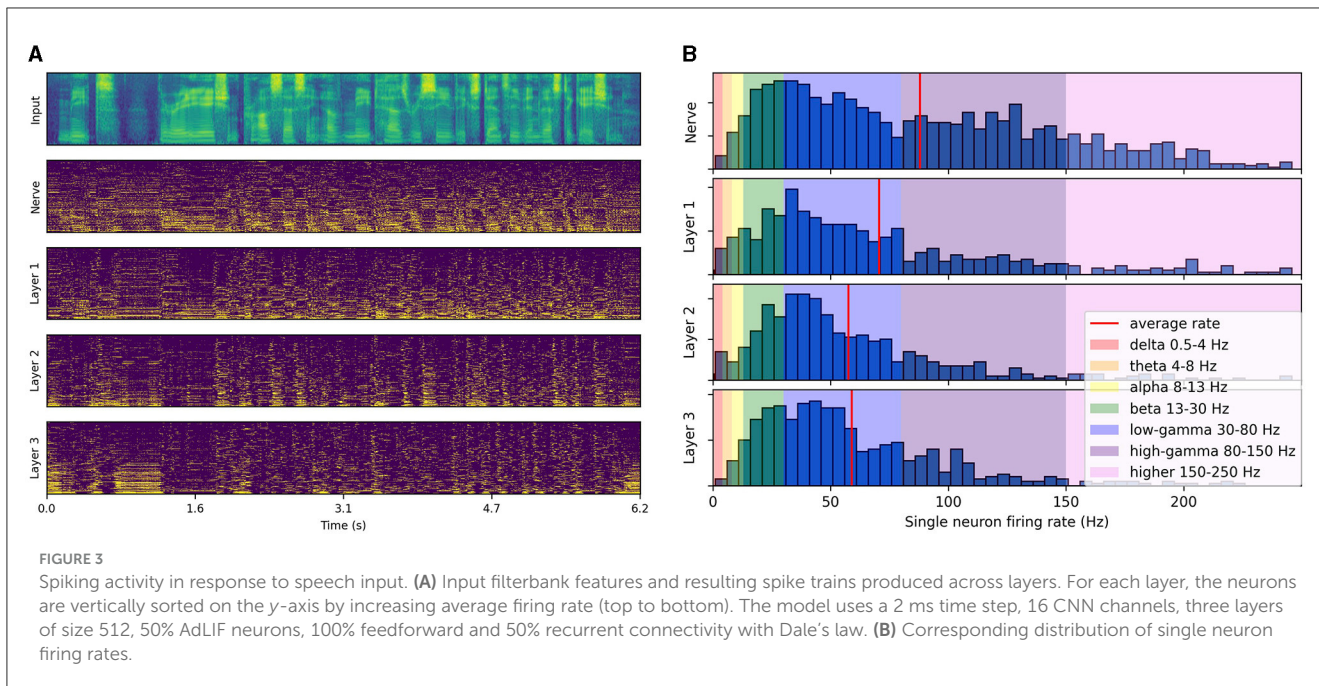 A
B
Input
Nerve
Layer 1
Layer 2
Layer 3
0.0 1.6 3.1 4.7 6.2
Time (s)
Nerve
Layer 1
Layer 2
Layer 3
average rate
delta 0.5-4 Hz
theta 4-8 Hz
alpha 8-13 Hz
beta 13-30 Hz
low-gamma 30-80 Hz
high-gamma 80-150 Hz
higher 150-250 Hz
0 50 100 150 200
Single neuron firing rate (Hz)
FIGURE 3
Spiking activity in response to speech input. (A) Input filterbank features and resulting spike trains produced across layers. For each layer, the neurons
are vertically sorted on the y-axis by increasing average firing rate (top to bottom). The model uses a 2 ms time step, 16 CNN channels, three layers
of size 512, 50% AdLIF neurons, 100% feedforward and 50% recurrent connectivity with Dale's law. (B) Corresponding distribution of single neuron
firing rates.